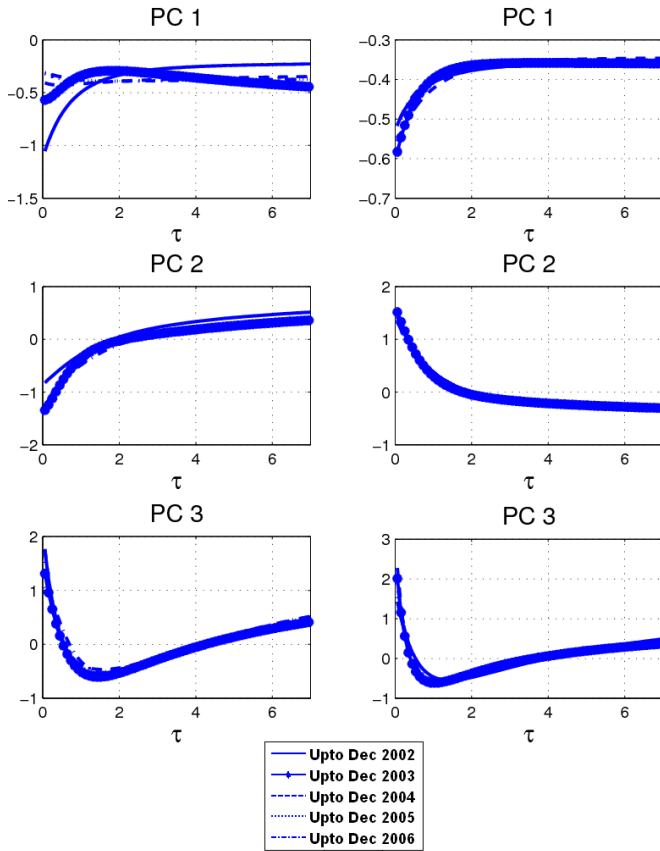 PC 1
0
−0.5
−1
−1.5
0 2 4 6
τ
PC 1
−0.3
−0.4
−0.5
−0.6
−0.7
0 2 4 6
τ
PC 2
1
0
−1
−2
0 2 4 6
τ
PC 2
2
1
0
−1
0 2 4 6
τ
PC 3
2
1
0
−1
0 2 4 6
τ
PC 3
3
2
1
0
−1
0 2 4 6
τ
Upto Dec 2002
Upto Dec 2003
Upto Dec 2004
Upto Dec 2005
Upto Dec 2006